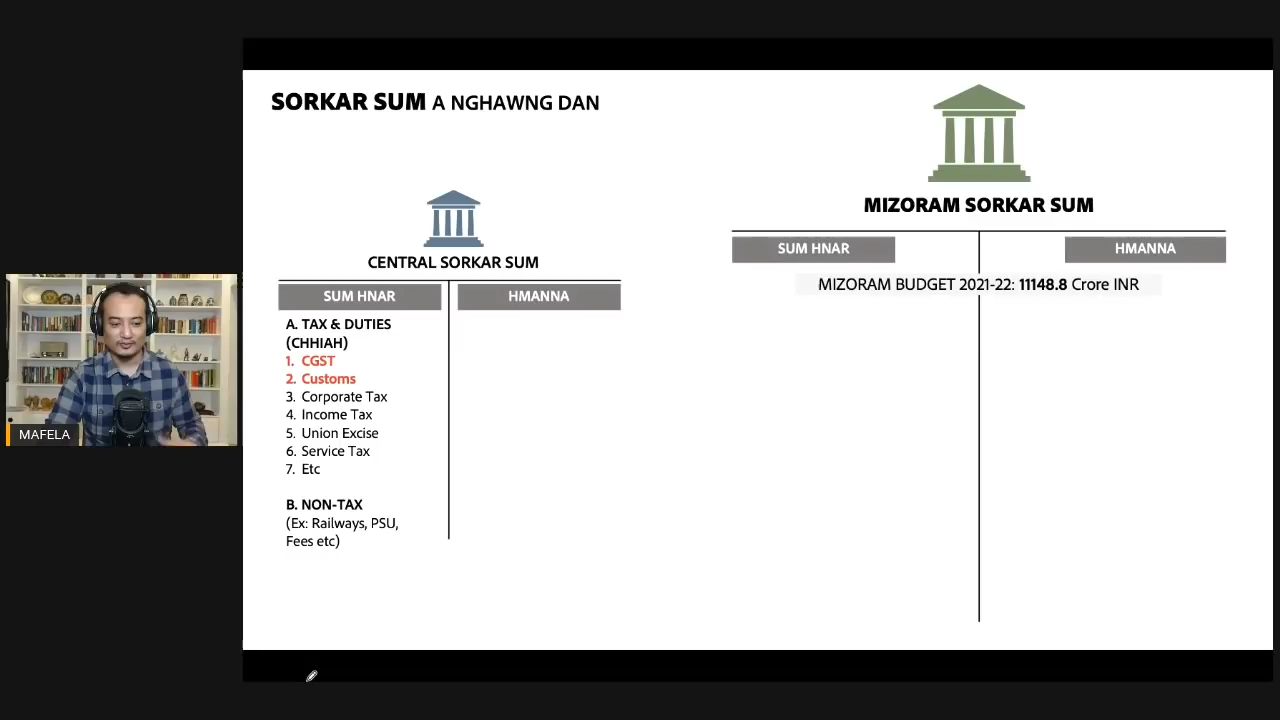 SORKAR SUM A NGHAWNG DAN
CENTRAL SORKAR SUM
SUM HNAR
HMANNA
A. TAX & DUTIES
(CHHIAH)
1. CGST
2. Customs
3. Corporate Tax
4. Income Tax
5. Union Excise
6. Service Tax
7. Etc
B. NON-TAX
(Ex: Railways, PSU,
Fees etc)
MIZORAM SORKAR SUM
SUM HNAR
HMANNA
MIZORAM BUDGET 2021-22: 11148.8 Crore INR
MAFELA